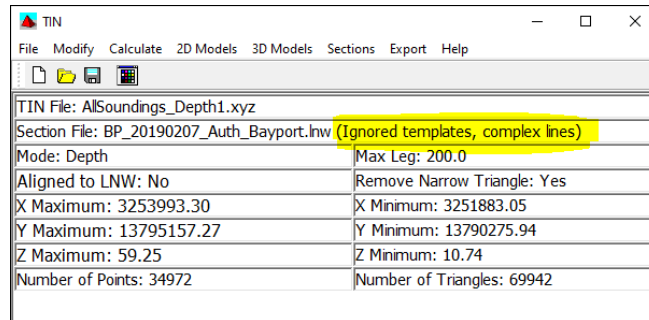 TIN
File Modify Calculate 2D Models 3D Models Sections Export Help
TIN File: AllSoundings_Depth1.xyz
Section File: BP_20190207_Auth_Bayport.lnw (Ignored templates, complex lines)
Mode: Depth Max Leg: 200.0
Aligned to LNW: No Remove Narrow Triangle: Yes
X Maximum: 3253993.30 X Minimum: 3251883.05
Y Maximum: 13795157.27 Y Minimum: 13790275.94
Z Maximum: 59.25 Z Minimum: 10.74
Number of Points: 34972 Number of Triangles: 69942